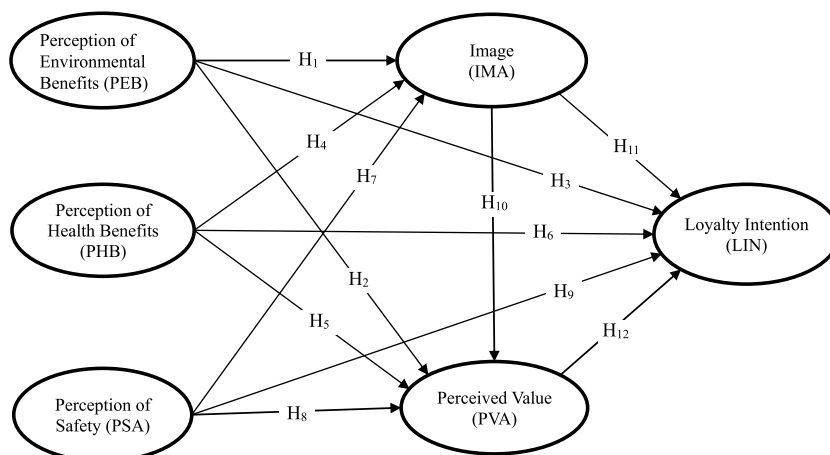 Perception of
Environmental
Benefits (PEB)
H₁
Image
(IMA)
H₄
H₁₁
H₇
H₃
Perception of
Health Benefits
(PHB)
H₁₀
Loyalty Intention
(LIN)
H₆
H₂
H₉
H₅
H₁₂
Perception of
Safety (PSA)
H₈
Perceived Value
(PVA)